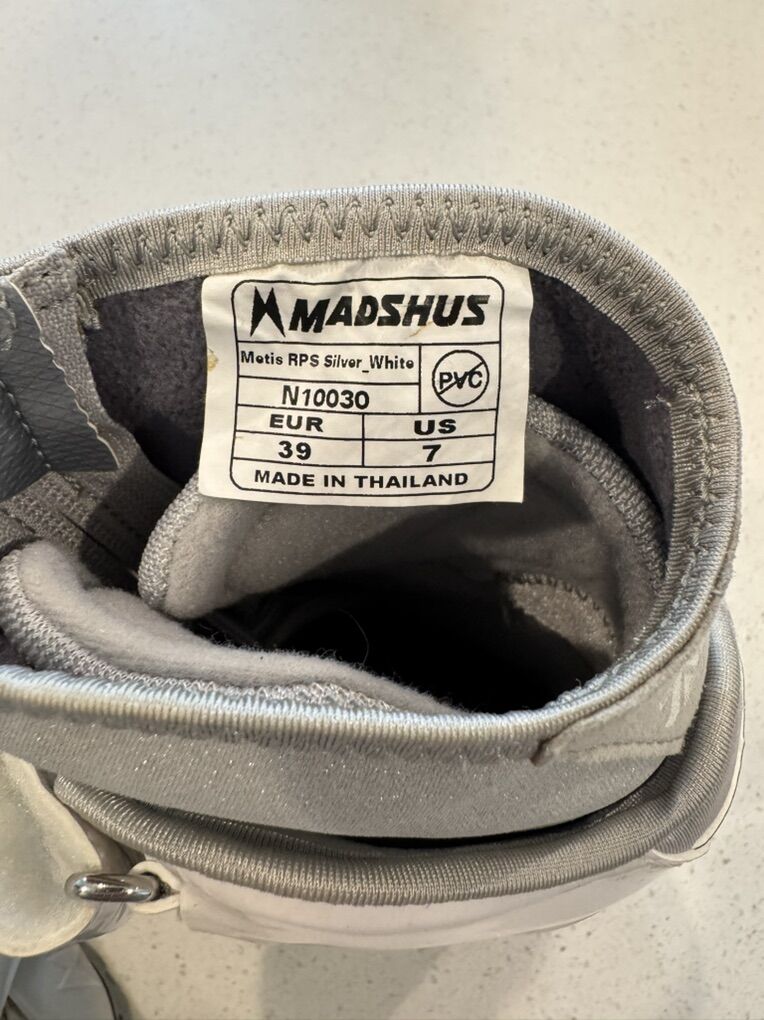 MADSHUS
Metis RPS Silver_White
PVC
N10030
EUR US
39 7
MADE IN THAILAND